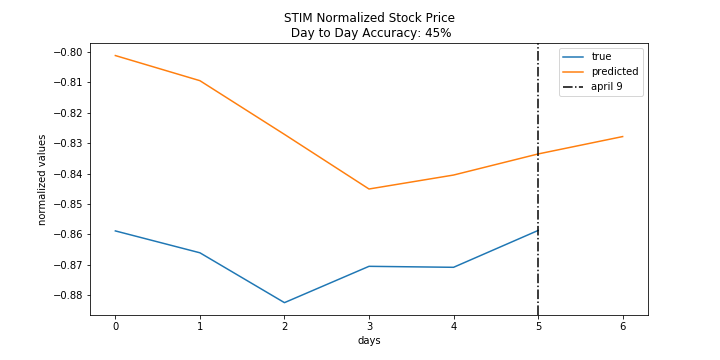 STIM Normalized Stock Price
Day to Day Accuracy: 45%
−0.80
−0.81
−0.82
−0.83
−0.84
−0.85
−0.86
−0.87
−0.88
normalized values
true
predicted
april 9
0 1 2 3 4 5 6
days